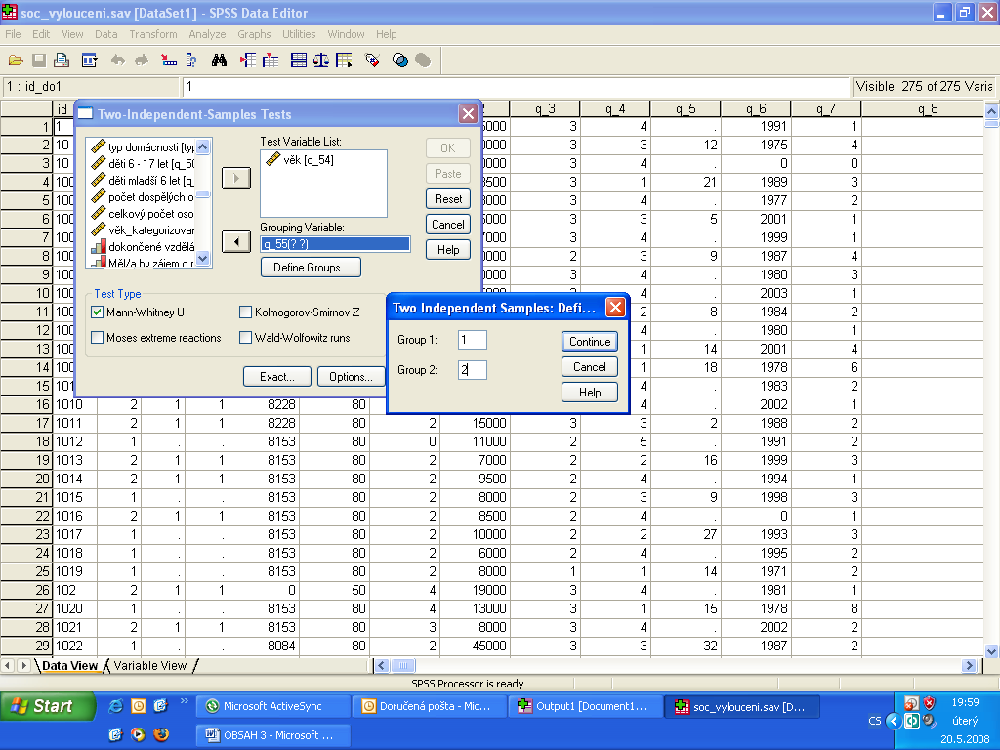 soc_vylouceni.sav [DataSet1] - SPSS Data Editor
File Edit View Data Transform Analyze Graphs Utilities Window Help
1 : id_do1 1 Visible: 275 of 275 Varia
id q_3 q_4 q_5 q_6 q_7 q_8
Two-Independent-Samples Tests
typ domácnosti [typ
děti 6 - 17 let [q_50
děti mladší 6 let [q_
počet dospělých o
celkový počet oso
věk_kategorizovar
dokončené vzdělá
Měl/a by zájem o r
Test Variable List:
věk [q_54]
Grouping Variable:
q_55(? ?)
Define Groups...
OK
Paste
Reset
Cancel
Help
Test Type
Mann-Whitney U
Kolmogorov-Smirnov Z
Moses extreme reactions
Wald-Wolfowitz runs
Exact...
Options...
Two Independent Samples: Defi...
Group 1: 1
Group 2: 2
Continue
Cancel
Help
1 1 5000 3 4 . 1991 1
2 10 000 3 3 12 1975 4
3 10 000 3 4 . 0 0
4 100 500 3 1 21 1989 3
5 100 000 3 4 . 1977 2
6 100 000 3 3 5 2001 1
7 100 7000 3 4 . 1999 1
8 100 000 2 3 9 1987 4
9 100 000 3 4 . 1980 3
10 100 3 4 . 2003 1
11 100 2 8 1984 2
12 100 4 . 1980 1
13 100 1 14 2001 4
14 100 1 18 1978 6
15 100 4 . 1983 2
16 1010 2 1 1 8228 80 4 . 2002 1
17 1011 2 1 1 8228 80 2 15000 3 3 2 1988 2
18 1012 1 . . 8153 80 0 11000 2 5 . 1991 2
19 1013 2 1 1 8153 80 2 7000 2 2 16 1999 3
20 1014 2 1 1 8153 80 2 9500 2 4 . 1994 1
21 1015 1 . . 8153 80 2 8000 2 3 9 1998 3
22 1016 2 1 1 8153 80 2 8500 2 4 . 0 1
23 1017 1 . . 8153 80 2 10000 2 2 27 1993 3
24 1018 1 . . 8153 80 2 6000 2 4 . 1995 2
25 1019 1 . . 8153 80 2 8000 1 1 14 1971 2
26 102 2 1 1 0 50 4 19000 3 4 . 1981 1
27 1020 1 . . 8153 80 4 13000 3 1 15 1978 8
28 1021 2 1 1 8153 80 3 8000 3 4 . 2002 2
29 1022 1 . . 8084 80 2 45000 3 3 32 1987 2
Data View Variable View
SPSS Processor is ready
Start
Microsoft ActiveSync
Doručená pošta - Mic...
Output1 [Document1...
soc_vylouceni.sav [D...
OBSAH 3 - Microsoft ...
CS
19:59
úterý
20.5.2008